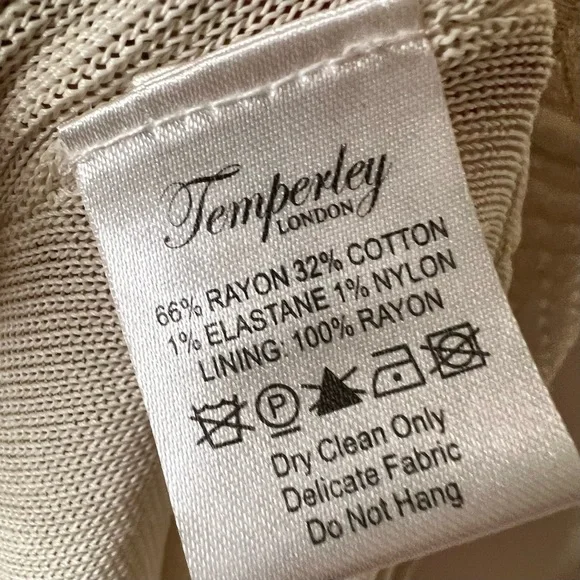 Temperley
LONDON
66% RAYON 32% COTTON
1% ELASTANE 1% NYLON
LINING: 100% RAYON
P
Dry Clean Only
Delicate Fabric
Do Not Hang